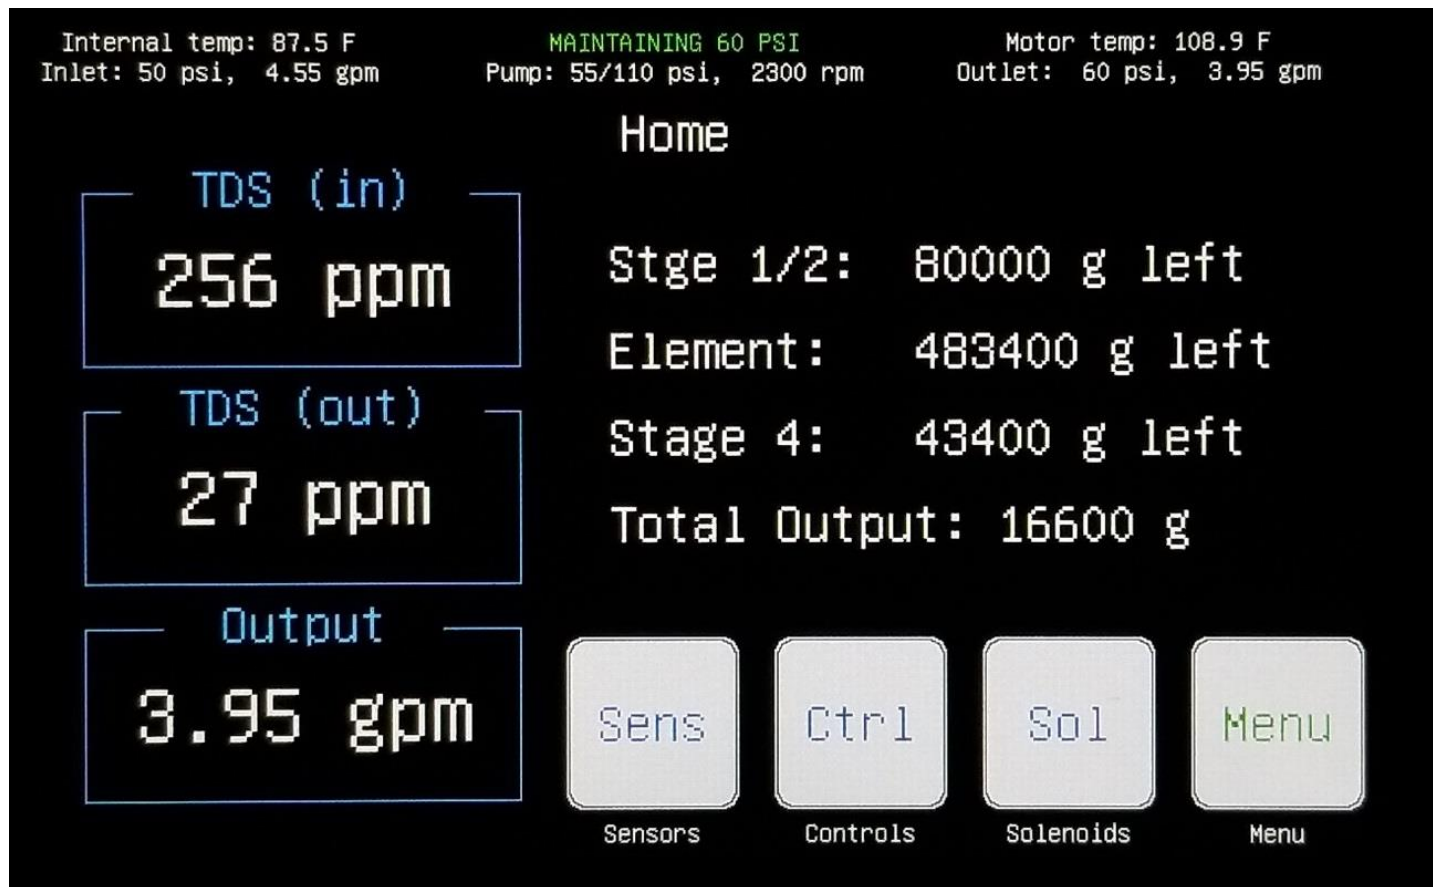 Internal temp: 87.5 F
MAINTAINING 60 PSI
Motor temp: 108.9 F
Inlet: 50 psi, 4.55 gpm
Pump: 55/110 psi, 2300 rpm
Outlet: 60 psi, 3.95 gpm
Home
TDS (in)
256 ppm
TDS (out)
27 ppm
Output
3.95 gpm
Stge 1/2: 80000 g left
Element: 483400 g left
Stage 4: 43400 g left
Total Output: 16600 g
Sens
Ctrl
Sol
Menu
Sensors
Controls
Solenoids
Menu